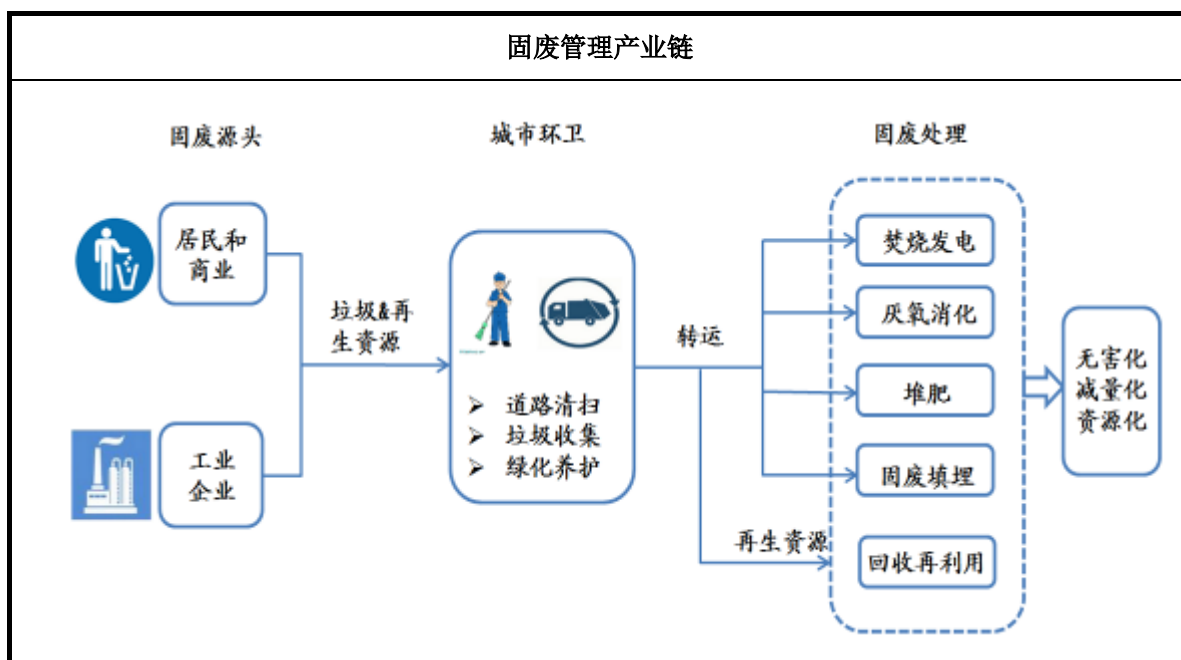 固废管理产业链
固废源头
城市环卫
固废处理
居民和
商业
工业
企业
垃圾&再
生资源
➢ 道路清扫
➢ 垃圾收集
➢ 绿化养护
转运
再生资源
焚烧发电
厌氧消化
堆肥
固废填埋
回收再利用
无害化
减量化
资源化